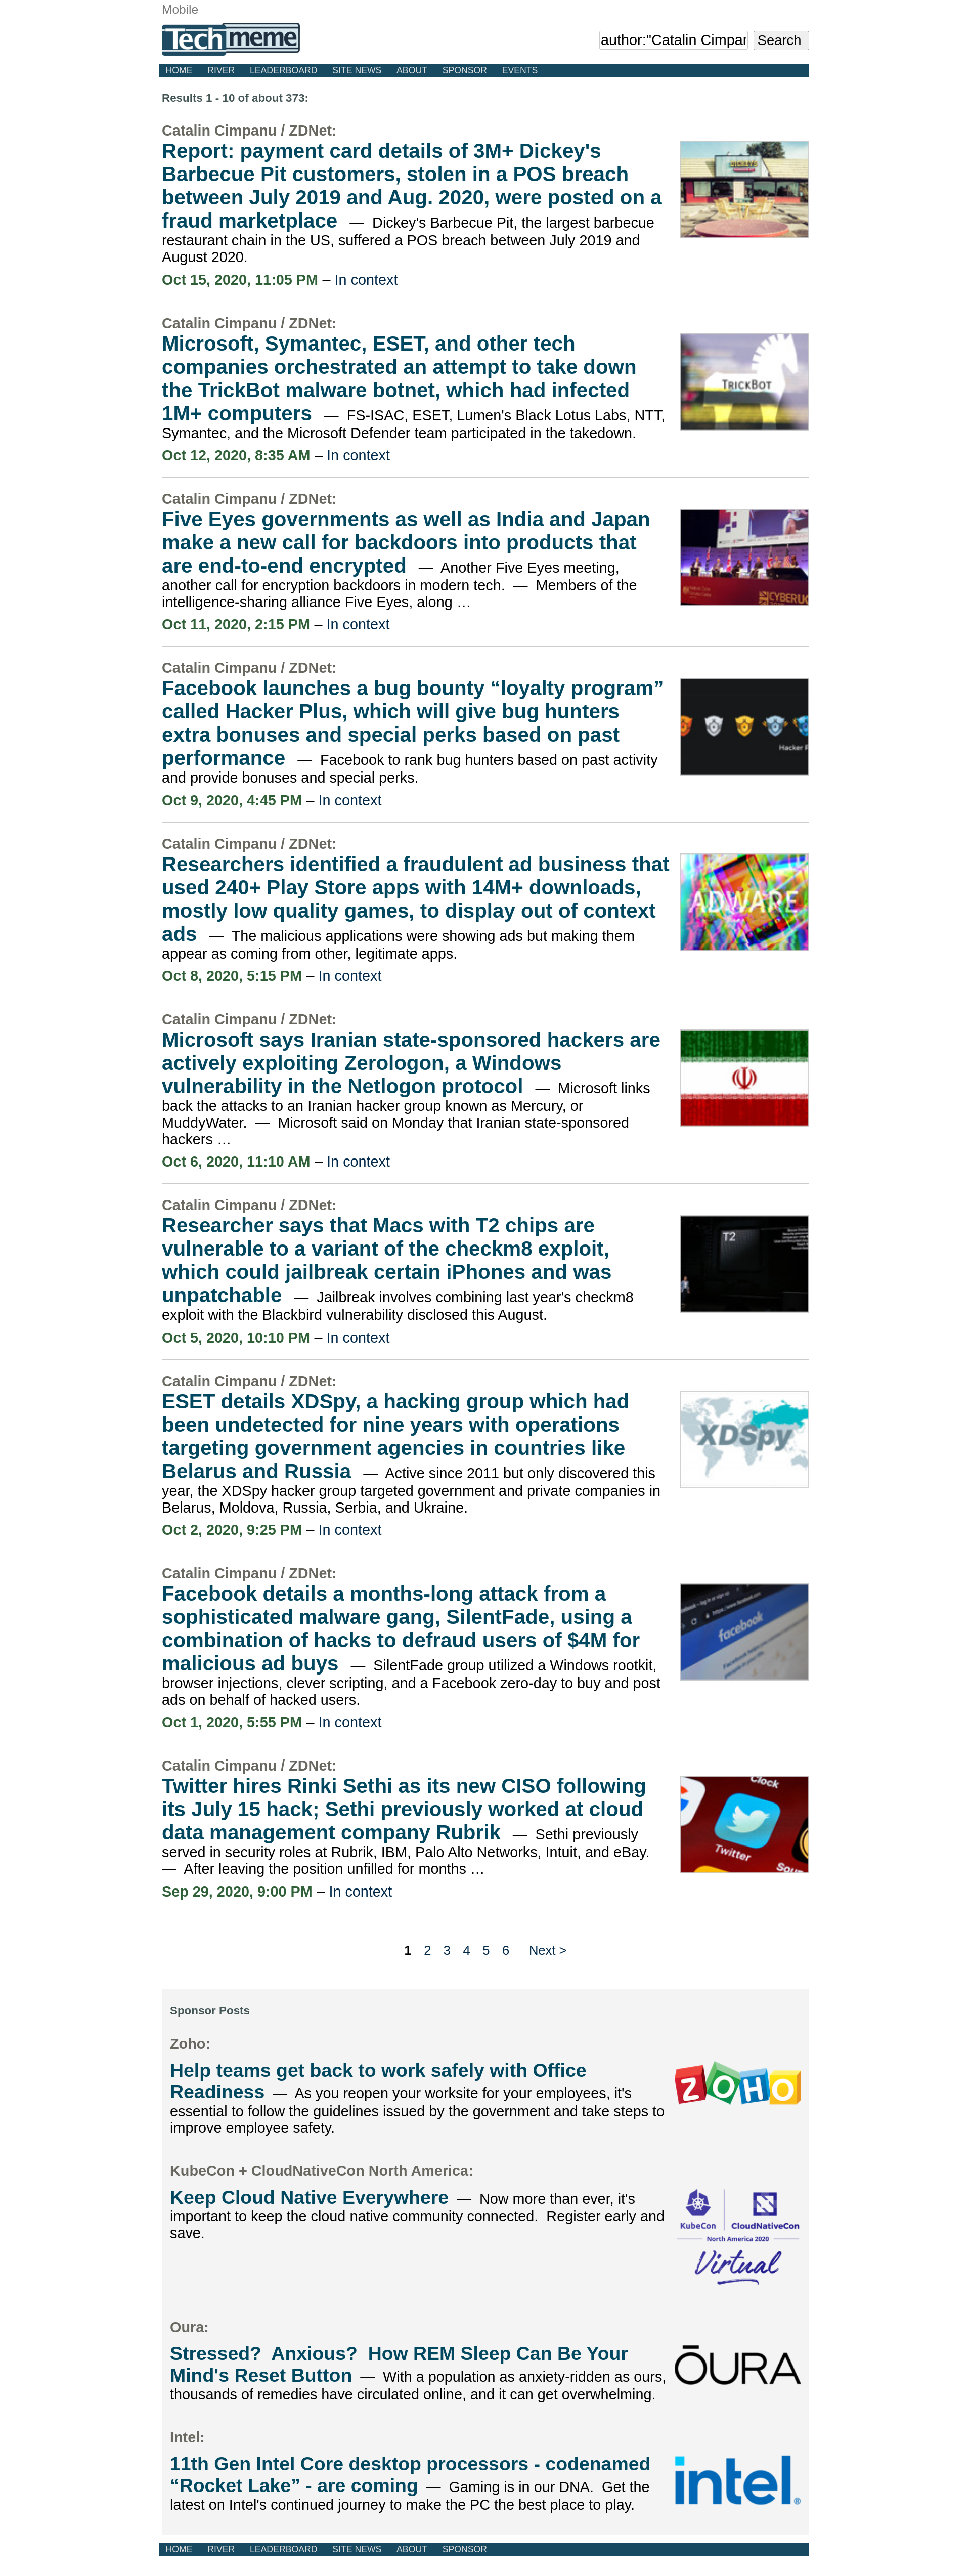 Mobile
Techmeme
author:"Catalin Cimpar
Search
HOME RIVER LEADERBOARD SITE NEWS ABOUT SPONSOR EVENTS
Results 1 - 10 of about 373:
Catalin Cimpanu / ZDNet:
Report: payment card details of 3M+ Dickey's
Barbecue Pit customers, stolen in a POS breach
between July 2019 and Aug. 2020, were posted on a
fraud marketplace — Dickey's Barbecue Pit, the largest barbecue
restaurant chain in the US, suffered a POS breach between July 2019 and
August 2020.
Oct 15, 2020, 11:05 PM – In context
Catalin Cimpanu / ZDNet:
Microsoft, Symantec, ESET, and other tech
companies orchestrated an attempt to take down
the TrickBot malware botnet, which had infected
1M+ computers — FS-ISAC, ESET, Lumen's Black Lotus Labs, NTT,
Symantec, and the Microsoft Defender team participated in the takedown.
Oct 12, 2020, 8:35 AM – In context
TRICKBOT
Catalin Cimpanu / ZDNet:
Five Eyes governments as well as India and Japan
make a new call for backdoors into products that
are end-to-end encrypted — Another Five Eyes meeting,
another call for encryption backdoors in modern tech. — Members of the
intelligence-sharing alliance Five Eyes, along …
Oct 11, 2020, 2:15 PM – In context
CYBERUK
Catalin Cimpanu / ZDNet:
Facebook launches a bug bounty “loyalty program”
called Hacker Plus, which will give bug hunters
extra bonuses and special perks based on past
performance — Facebook to rank bug hunters based on past activity
and provide bonuses and special perks.
Oct 9, 2020, 4:45 PM – In context
Hacker P
Catalin Cimpanu / ZDNet:
Researchers identified a fraudulent ad business that
used 240+ Play Store apps with 14M+ downloads,
mostly low quality games, to display out of context
ads — The malicious applications were showing ads but making them
appear as coming from other, legitimate apps.
Oct 8, 2020, 5:15 PM – In context
ADWARE
Catalin Cimpanu / ZDNet:
Microsoft says Iranian state-sponsored hackers are
actively exploiting Zerologon, a Windows
vulnerability in the Netlogon protocol — Microsoft links
back the attacks to an Iranian hacker group known as Mercury, or
MuddyWater. — Microsoft said on Monday that Iranian state-sponsored
hackers …
Oct 6, 2020, 11:10 AM – In context
Catalin Cimpanu / ZDNet:
Researcher says that Macs with T2 chips are
vulnerable to a variant of the checkm8 exploit,
which could jailbreak certain iPhones and was
unpatchable — Jailbreak involves combining last year's checkm8
exploit with the Blackbird vulnerability disclosed this August.
Oct 5, 2020, 10:10 PM – In context
T2
Catalin Cimpanu / ZDNet:
ESET details XDSpy, a hacking group which had
been undetected for nine years with operations
targeting government agencies in countries like
Belarus and Russia — Active since 2011 but only discovered this
year, the XDSpy hacker group targeted government and private companies in
Belarus, Moldova, Russia, Serbia, and Ukraine.
Oct 2, 2020, 9:25 PM – In context
XDSpy
Catalin Cimpanu / ZDNet:
Facebook details a months-long attack from a
sophisticated malware gang, SilentFade, using a
combination of hacks to defraud users of $4M for
malicious ad buys — SilentFade group utilized a Windows rootkit,
browser injections, clever scripting, and a Facebook zero-day to buy and post
ads on behalf of hacked users.
Oct 1, 2020, 5:55 PM – In context
facebook
Catalin Cimpanu / ZDNet:
Twitter hires Rinki Sethi as its new CISO following
its July 15 hack; Sethi previously worked at cloud
data management company Rubrik — Sethi previously
served in security roles at Rubrik, IBM, Palo Alto Networks, Intuit, and eBay.
— After leaving the position unfilled for months …
Sep 29, 2020, 9:00 PM – In context
Clock
Twitter
1 2 3 4 5 6 Next >
Sponsor Posts
Zoho:
Help teams get back to work safely with Office
Readiness — As you reopen your worksite for your employees, it's
essential to follow the guidelines issued by the government and take steps to
improve employee safety.
ZOHO
KubeCon + CloudNativeCon North America:
Keep Cloud Native Everywhere — Now more than ever, it's
important to keep the cloud native community connected. Register early and
save.
KubeCon CloudNativeCon
North America 2020
Virtual
Oura:
Stressed? Anxious? How REM Sleep Can Be Your
Mind's Reset Button — With a population as anxiety-ridden as ours,
thousands of remedies have circulated online, and it can get overwhelming.
ŌURA
Intel:
11th Gen Intel Core desktop processors - codenamed
“Rocket Lake” - are coming — Gaming is in our DNA. Get the
latest on Intel's continued journey to make the PC the best place to play.
intel®
HOME RIVER LEADERBOARD SITE NEWS ABOUT SPONSOR